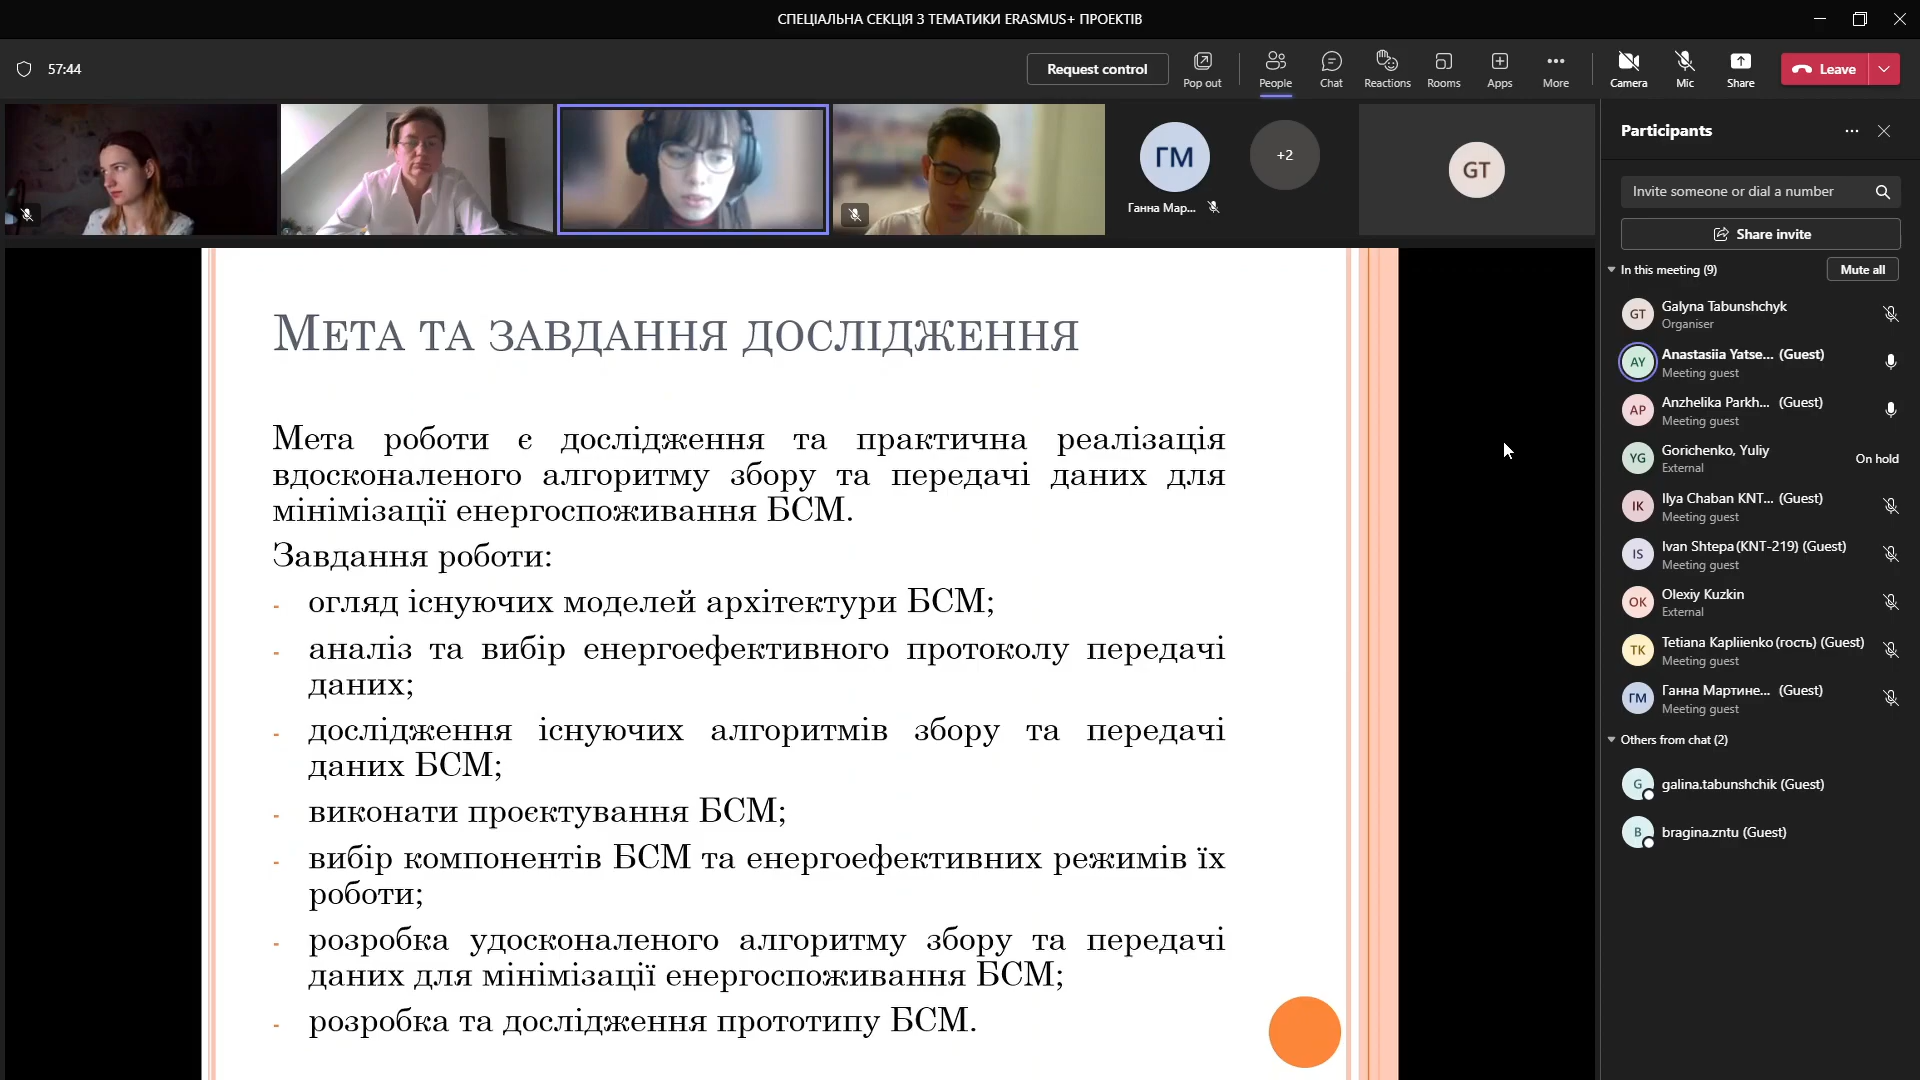 СПЕЦІАЛЬНА СЕКЦІЯ З ТЕМАТИКИ ERASMUS+ ПРОЕКТІВ
57:44
Request control
Pop out
People
Chat
Reactions
Rooms
Apps
More
Camera
Mic
Share
Leave
ГМ
Ганна Мар...
+2
GT
МЕТА ТА ЗАВДАННЯ ДОСЛІДЖЕННЯ
Мета роботи є дослідження та практична реалізація
вдосконаленого алгоритму збору та передачі даних для
мінімізації енергоспоживання БСМ.
Завдання роботи:
- огляд існуючих моделей архітектури БСМ;
- аналіз та вибір енергоефективного протоколу передачі
даних;
- дослідження існуючих алгоритмів збору та передачі
даних БСМ;
- виконати проєктування БСМ;
- вибір компонентів БСМ та енергоефективних режимів їх
роботи;
- розробка удосконаленого алгоритму збору та передачі
даних для мінімізації енергоспоживання БСМ;
- розробка та дослідження прототипу БСМ.
Participants
Invite someone or dial a number
Share invite
In this meeting (9)
Mute all
GT
Galyna Tabunshchyk
Organiser
AY
Anastasiia Yatse... (Guest)
Meeting guest
AP
Anzhelika Parkh... (Guest)
Meeting guest
YG
Gorichenko, Yuliy
External
On hold
IK
Ilya Chaban KNT... (Guest)
Meeting guest
IS
Ivan Shtepa(KNT-219) (Guest)
Meeting guest
OK
Olexiy Kuzkin
External
TK
Tetiana Kapliienko(гость) (Guest)
Meeting guest
ГМ
Ганна Мартине... (Guest)
Meeting guest
Others from chat (2)
G
galina.tabunshchik (Guest)
B
bragina.zntu (Guest)